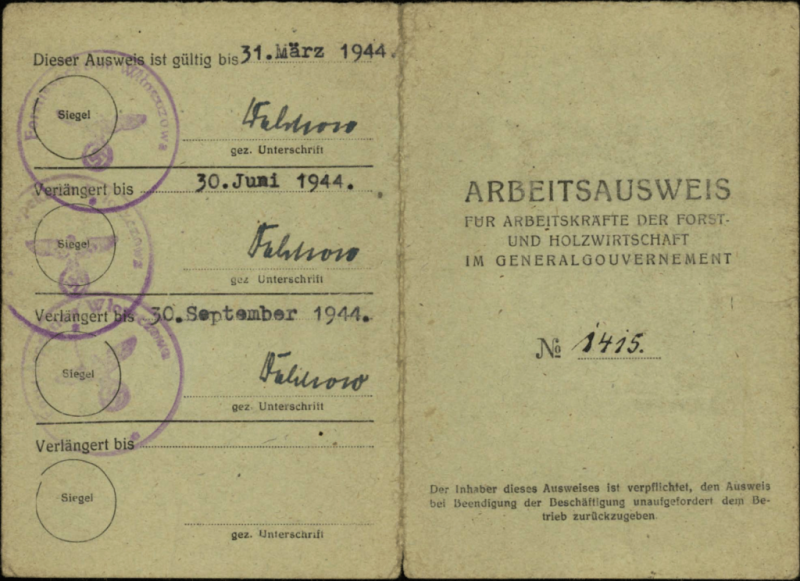 Dieser Ausweis ist gültig bis 31.März 1944.
Siegel
gez. Unterschrift
Verlängert bis 30.Juni 1944.
Siegel
gez. Unterschrift
Verlängert bis 30.September 1944.
Siegel
gez. Unterschrift
Verlängert bis
Siegel
gez. Unterschrift
ARBEITSAUSWEIS
FÜR ARBEITSKRÄFTE DER FORST-
UND HOLZWIRTSCHAFT
IM GENERALGOUVERNEMENT
№ 1415.
Der Inhaber dieses Ausweises ist verpflichtet, den Ausweis
bei Beendigung der Beschäftigung unaufgefordert dem Be-
trieb zurückzugeben.